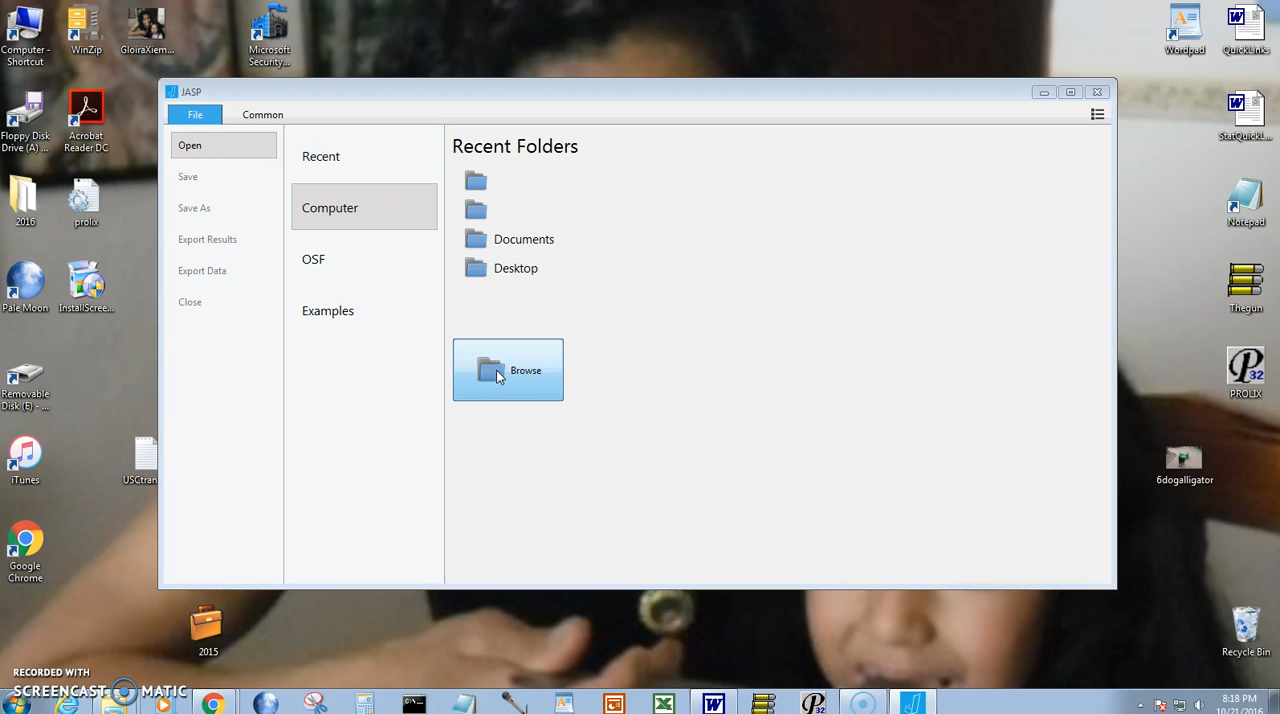 Computer -
Shortcut
WinZip
GloiraXiem...
Microsoft
Security...
Wordpad
QuickLinks
Floppy Disk
Drive (A) ...
Acrobat
Reader DC
StatQuickL...
2016
prolix
Notepad
Pale Moon
InstallScree...
Thegun
Removable
Disk (E) - ...
PROLIX
iTunes
USCtran
6dogalligator
Google
Chrome
2015
Recycle Bin
JASP
File
Common
Open
Save
Save As
Export Results
Export Data
Close
Recent
Computer
OSF
Examples
Recent Folders
Documents
Desktop
Browse
RECORDED WITH
SCREENCAST MATIC
8:18 PM
10/21/2016